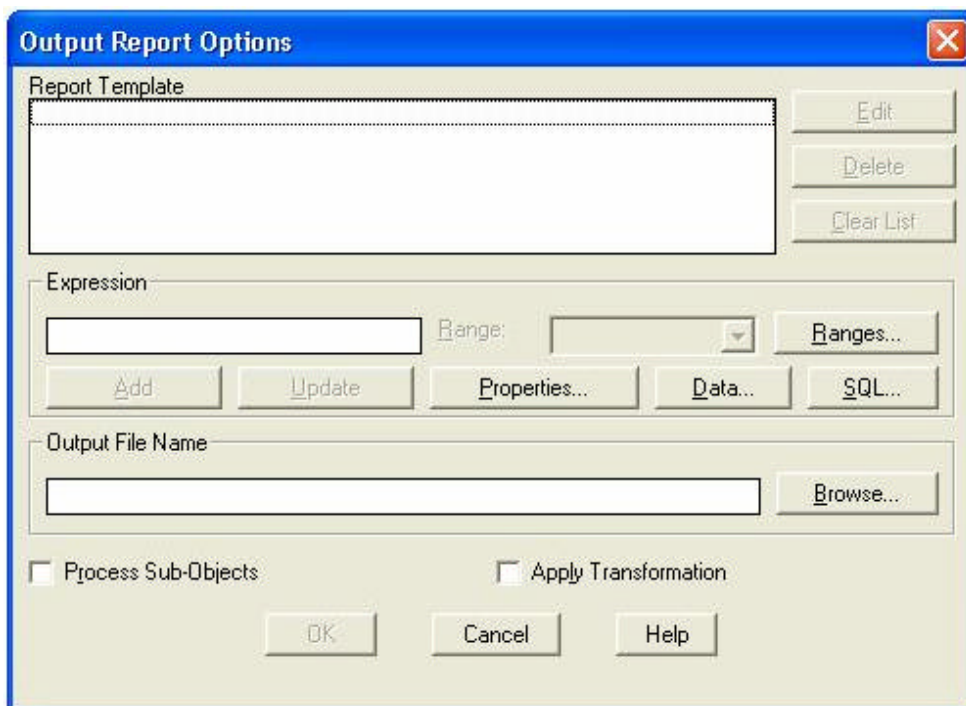 Output Report Options
Report Template
Edit
Delete
Clear List
Expression
Range:
Ranges...
Add
Update
Properties...
Data...
SQL...
Output File Name
Browse...
Process Sub-Objects
Apply Transformation
OK
Cancel
Help